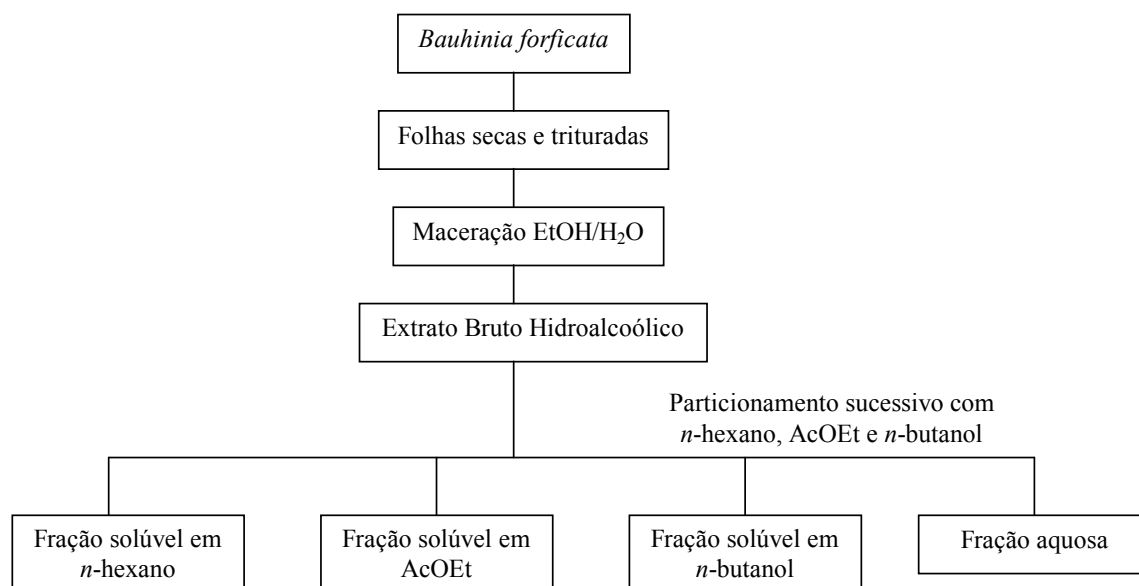 Bauhinia forficata
Folhas secas e trituradas
Maceração EtOH/H₂O
Extrato Bruto Hidroalcoólico
Particionamento sucessivo com
n-hexano, AcOEt e n-butanol
Fração solúvel em
n-hexano
Fração solúvel em
AcOEt
Fração solúvel em
n-butanol
Fração aquosa